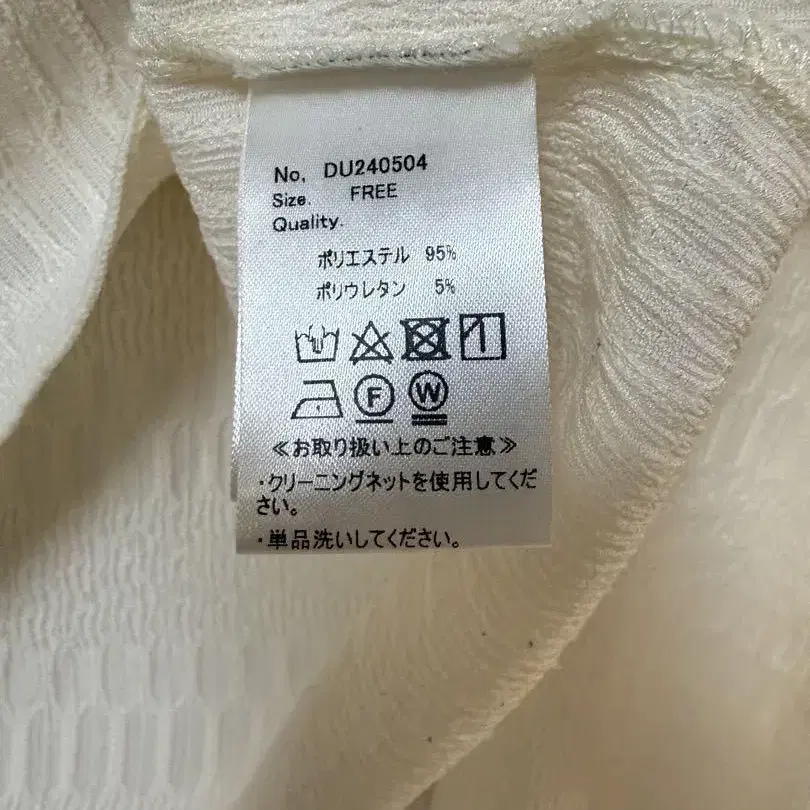 No. DU240504
Size. FREE
Quality.
ポリエステル 95%
ポリウレタン 5%
F W
≪お取り扱い上のご注意≫
・クリーニングネットを使用してくだ
さい。
・単品洗いしてください。